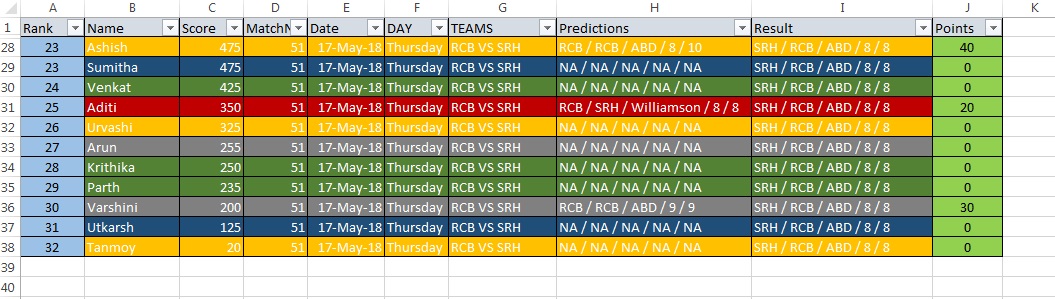 A B C D E F G H I J K
1 Rank Name Score MatchN Date DAY TEAMS Predictions Result Points
28 23 Ashish 475 51 17-May-18 Thursday RCB VS SRH RCB / RCB / ABD / 8 / 10 SRH / RCB / ABD / 8 / 8 40
29 23 Sumitha 475 51 17-May-18 Thursday RCB VS SRH NA / NA / NA / NA / NA SRH / RCB / ABD / 8 / 8 0
30 24 Venkat 425 51 17-May-18 Thursday RCB VS SRH NA / NA / NA / NA / NA SRH / RCB / ABD / 8 / 8 0
31 25 Aditi 350 51 17-May-18 Thursday RCB VS SRH RCB / SRH / Williamson / 8 / 8 SRH / RCB / ABD / 8 / 8 20
32 26 Urvashi 325 51 17-May-18 Thursday RCB VS SRH NA / NA / NA / NA / NA SRH / RCB / ABD / 8 / 8 0
33 27 Arun 255 51 17-May-18 Thursday RCB VS SRH NA / NA / NA / NA / NA SRH / RCB / ABD / 8 / 8 0
34 28 Krithika 250 51 17-May-18 Thursday RCB VS SRH NA / NA / NA / NA / NA SRH / RCB / ABD / 8 / 8 0
35 29 Parth 235 51 17-May-18 Thursday RCB VS SRH NA / NA / NA / NA / NA SRH / RCB / ABD / 8 / 8 0
36 30 Varshini 200 51 17-May-18 Thursday RCB VS SRH RCB / RCB / ABD / 9 / 9 SRH / RCB / ABD / 8 / 8 30
37 31 Utkarsh 125 51 17-May-18 Thursday RCB VS SRH NA / NA / NA / NA / NA SRH / RCB / ABD / 8 / 8 0
38 32 Tanmoy 20 51 17-May-18 Thursday RCB VS SRH NA / NA / NA / NA / NA SRH / RCB / ABD / 8 / 8 0
39
40